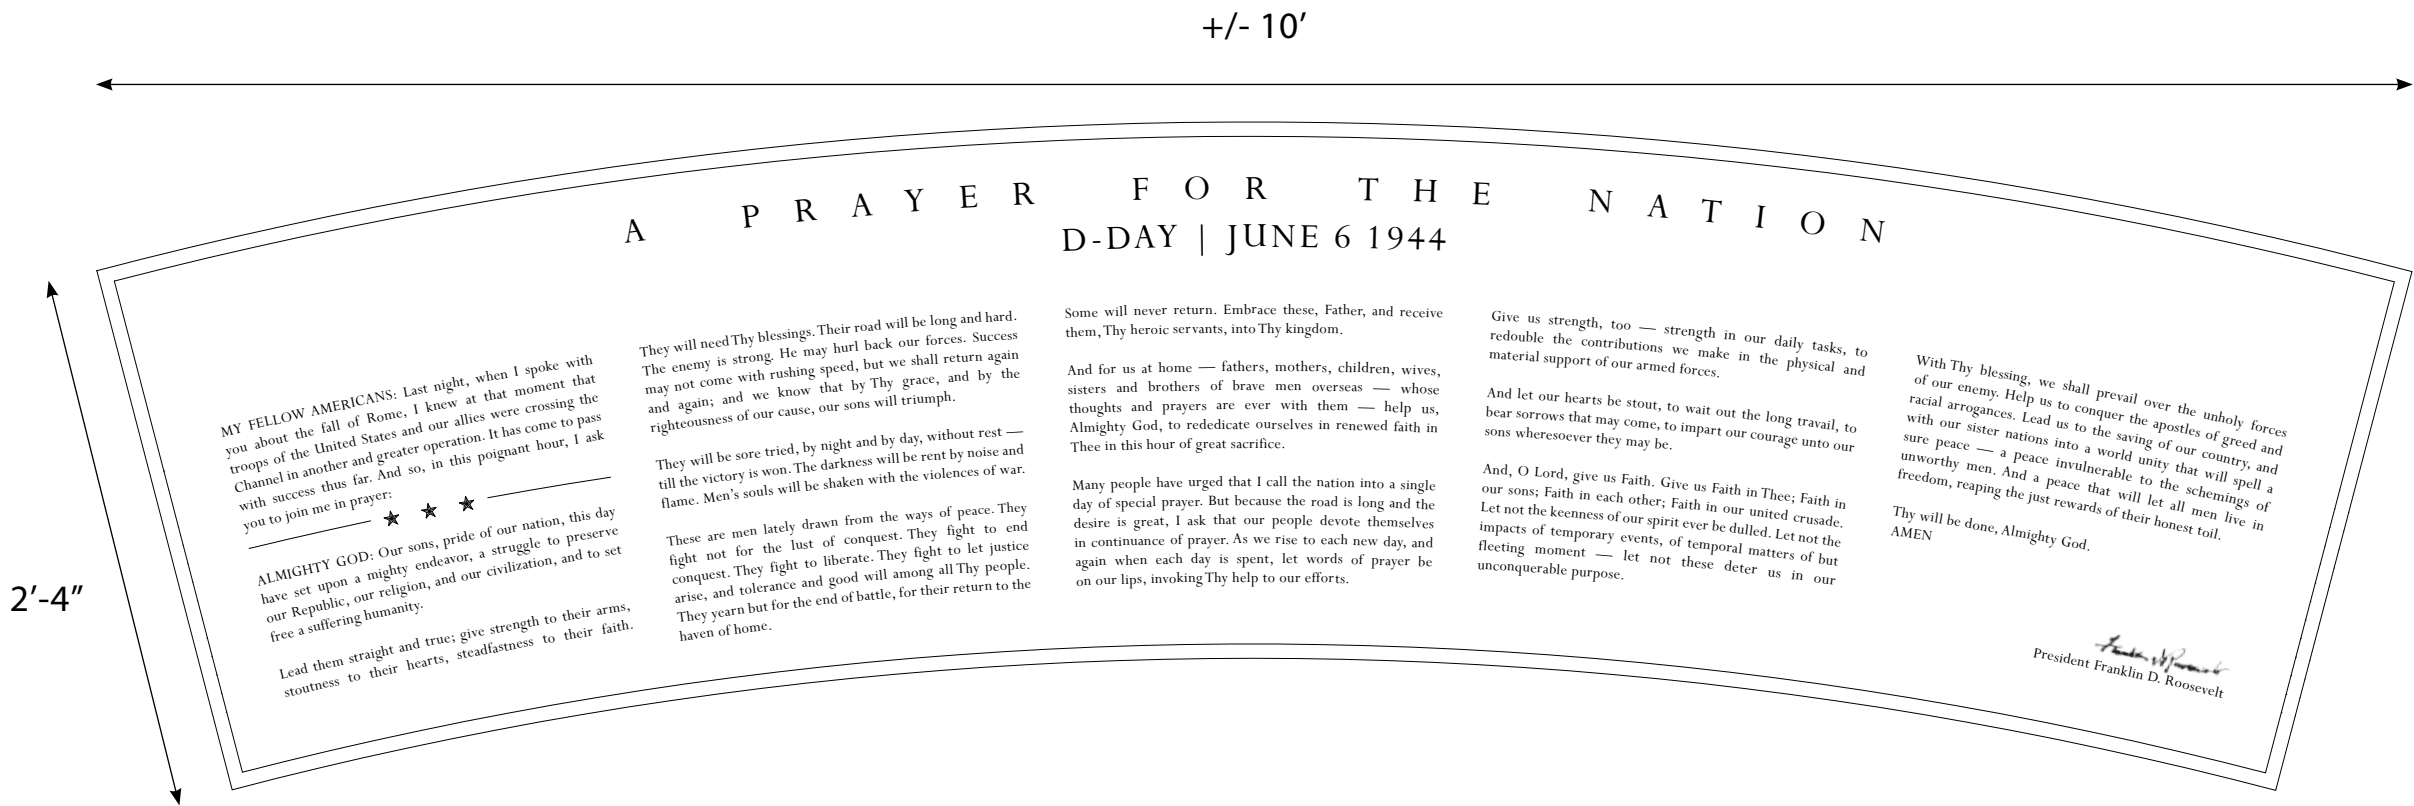 +/- 10’
A PRAYER FOR THE NATION
D-DAY | JUNE 6 1944
2’-4”
MY FELLOW AMERICANS: Last night, when I spoke with
you about the fall of Rome, I knew at that moment that
troops of the United States and our allies were crossing the
Channel in another and greater operation. It has come to pass
with success thus far. And so, in this poignant hour, I ask
you to join me in prayer:
ALMIGHTY GOD: Our sons, pride of our nation, this day
have set upon a mighty endeavor, a struggle to preserve
our Republic, our religion, and our civilization, and to set
free a suffering humanity.
Lead them straight and true; give strength to their arms,
stoutness to their hearts, steadfastness to their faith.
They will need Thy blessings. Their road will be long and hard.
The enemy is strong. He may hurl back our forces. Success
may not come with rushing speed, but we shall return again
and again; and we know that by Thy grace, and by the
righteousness of our cause, our sons will triumph.
They will be sore tried, by night and by day, without rest —
till the victory is won. The darkness will be rent by noise and
flame. Men’s souls will be shaken with the violences of war.
These are men lately drawn from the ways of peace. They
fight not for the lust of conquest. They fight to end
conquest. They fight to liberate. They fight to let justice
arise, and tolerance and good will among all Thy people.
They yearn but for the end of battle, for their return to the
haven of home.
Some will never return. Embrace these, Father, and receive
them, Thy heroic servants, into Thy kingdom.
And for us at home — fathers, mothers, children, wives,
sisters and brothers of brave men overseas — whose
thoughts and prayers are ever with them — help us,
Almighty God, to rededicate ourselves in renewed faith in
Thee in this hour of great sacrifice.
Many people have urged that I call the nation into a single
day of special prayer. But because the road is long and the
desire is great, I ask that our people devote themselves
in continuance of prayer. As we rise to each new day, and
again when each day is spent, let words of prayer be
on our lips, invoking Thy help to our efforts.
Give us strength, too — strength in our daily tasks, to
redouble the contributions we make in the physical and
material support of our armed forces.
And let our hearts be stout, to wait out the long travail, to
bear sorrows that may come, to impart our courage unto our
sons wheresoever they may be.
And, O Lord, give us Faith. Give us Faith in Thee; Faith in
our sons; Faith in each other; Faith in our united crusade.
Let not the keenness of our spirit ever be dulled. Let not the
impacts of temporary events, of temporal matters of but
fleeting moment — let not these deter us in our
unconquerable purpose.
With Thy blessing, we shall prevail over the unholy forces
of our enemy. Help us to conquer the apostles of greed and
racial arrogances. Lead us to the saving of our country, and
with our sister nations into a world unity that will spell a
sure peace — a peace invulnerable to the schemings of
unworthy men. And a peace that will let all men live in
freedom, reaping the just rewards of their honest toil.
Thy will be done, Almighty God.
AMEN
President Franklin D. Roosevelt